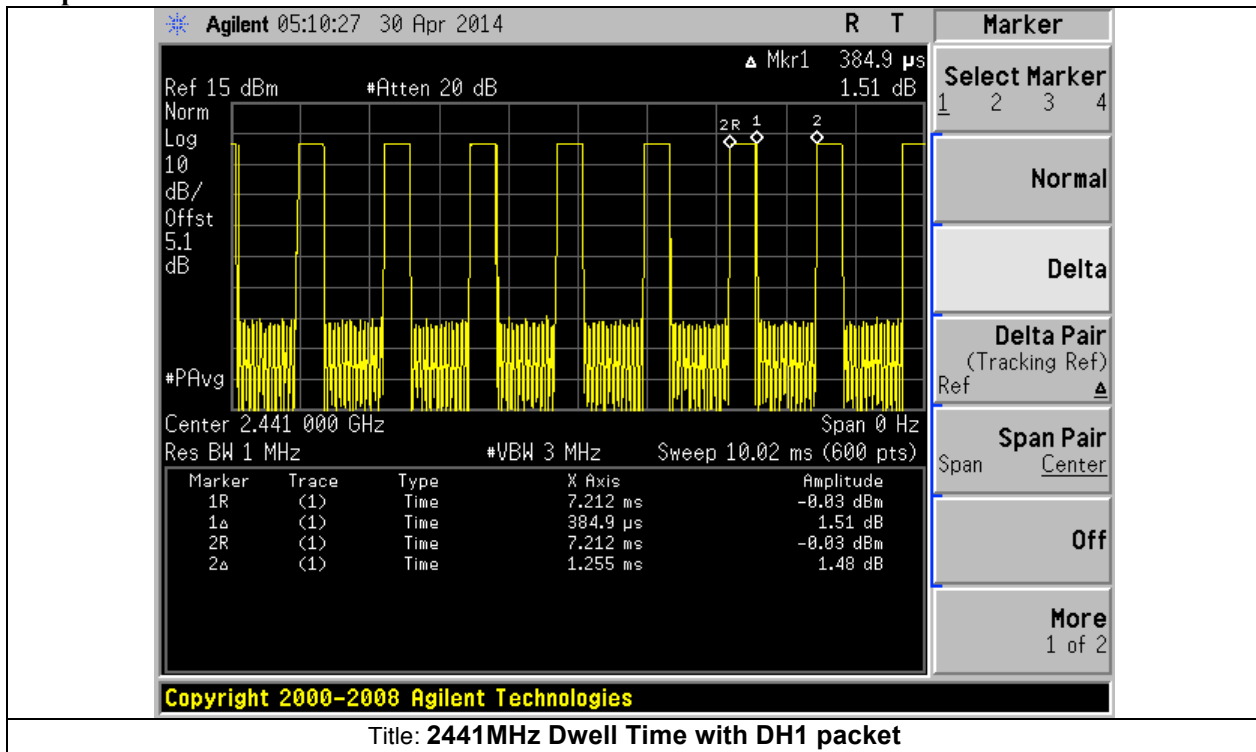 Agilent 05:10:27 30 Apr 2014 R T
Marker
Δ Mkr1 384.9 µs
Ref 15 dBm #Atten 20 dB 1.51 dB
Norm
Log
10
dB/
Offst
5.1
dB
#PAvg
2R 1 2
Center 2.441 000 GHz Span 0 Hz
Res BW 1 MHz #VBW 3 MHz Sweep 10.02 ms (600 pts)
Marker Trace Type X Axis Amplitude
1R (1) Time 7.212 ms -0.03 dBm
1Δ (1) Time 384.9 µs 1.51 dB
2R (1) Time 7.212 ms -0.03 dBm
2Δ (1) Time 1.255 ms 1.48 dB
Select Marker
1 2 3 4
Normal
Delta
Delta Pair
(Tracking Ref)
Ref Δ
Span Pair
Span Center
Off
More
1 of 2
Copyright 2000-2008 Agilent Technologies
Title: 2441MHz Dwell Time with DH1 packet